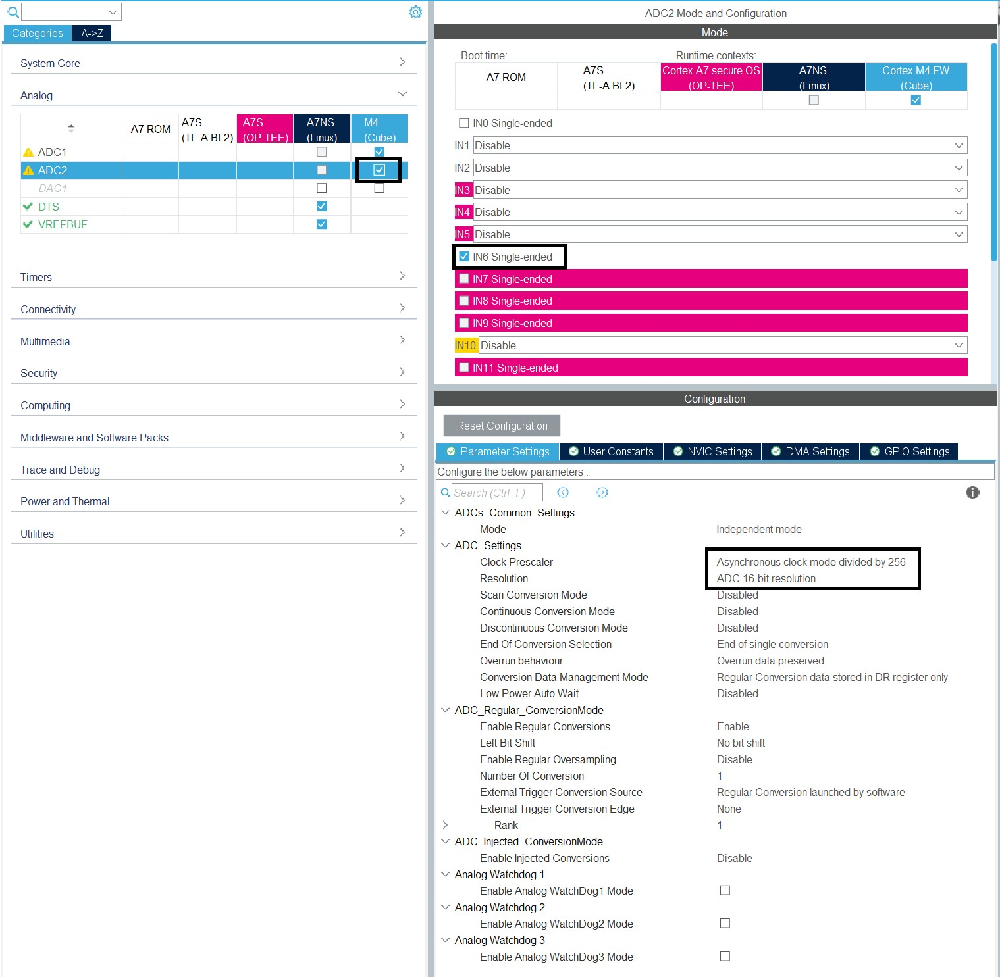 Categories
A->Z
System Core
Analog
A7 ROM
A7S
(TF-A BL2)
A7S
(OP-TEE)
A7NS
(Linux)
M4
(Cube)
ADC1
ADC2
DAC1
DTS
VREFBUF
Timers
Connectivity
Multimedia
Security
Computing
Middleware and Software Packs
Trace and Debug
Power and Thermal
Utilities
ADC2 Mode and Configuration
Mode
Boot time:
Runtime contexts:
A7 ROM
A7S
(TF-A BL2)
Cortex-A7 secure OS
(OP-TEE)
A7NS
(Linux)
Cortex-M4 FW
(Cube)
IN0 Single-ended
IN1 Disable
IN2 Disable
IN3 Disable
IN4 Disable
IN5 Disable
IN6 Single-ended
IN7 Single-ended
IN8 Single-ended
IN9 Single-ended
IN10 Disable
IN11 Single-ended
Configuration
Reset Configuration
Parameter Settings
User Constants
NVIC Settings
DMA Settings
GPIO Settings
Configure the below parameters :
Search (Ctrl+F)
ADCs_Common_Settings
Mode Independent mode
ADC_Settings
Clock Prescaler Asynchronous clock mode divided by 256
Resolution ADC 16-bit resolution
Scan Conversion Mode Disabled
Continuous Conversion Mode Disabled
Discontinuous Conversion Mode Disabled
End Of Conversion Selection End of single conversion
Overrun behaviour Overrun data preserved
Conversion Data Management Mode Regular Conversion data stored in DR register only
Low Power Auto Wait Disabled
ADC_Regular_ConversionMode
Enable Regular Conversions Enable
Left Bit Shift No bit shift
Enable Regular Oversampling Disable
Number Of Conversion 1
External Trigger Conversion Source Regular Conversion launched by software
External Trigger Conversion Edge None
Rank 1
ADC_Injected_ConversionMode
Enable Injected Conversions Disable
Analog Watchdog 1
Enable Analog WatchDog1 Mode
Analog Watchdog 2
Enable Analog WatchDog2 Mode
Analog Watchdog 3
Enable Analog WatchDog3 Mode